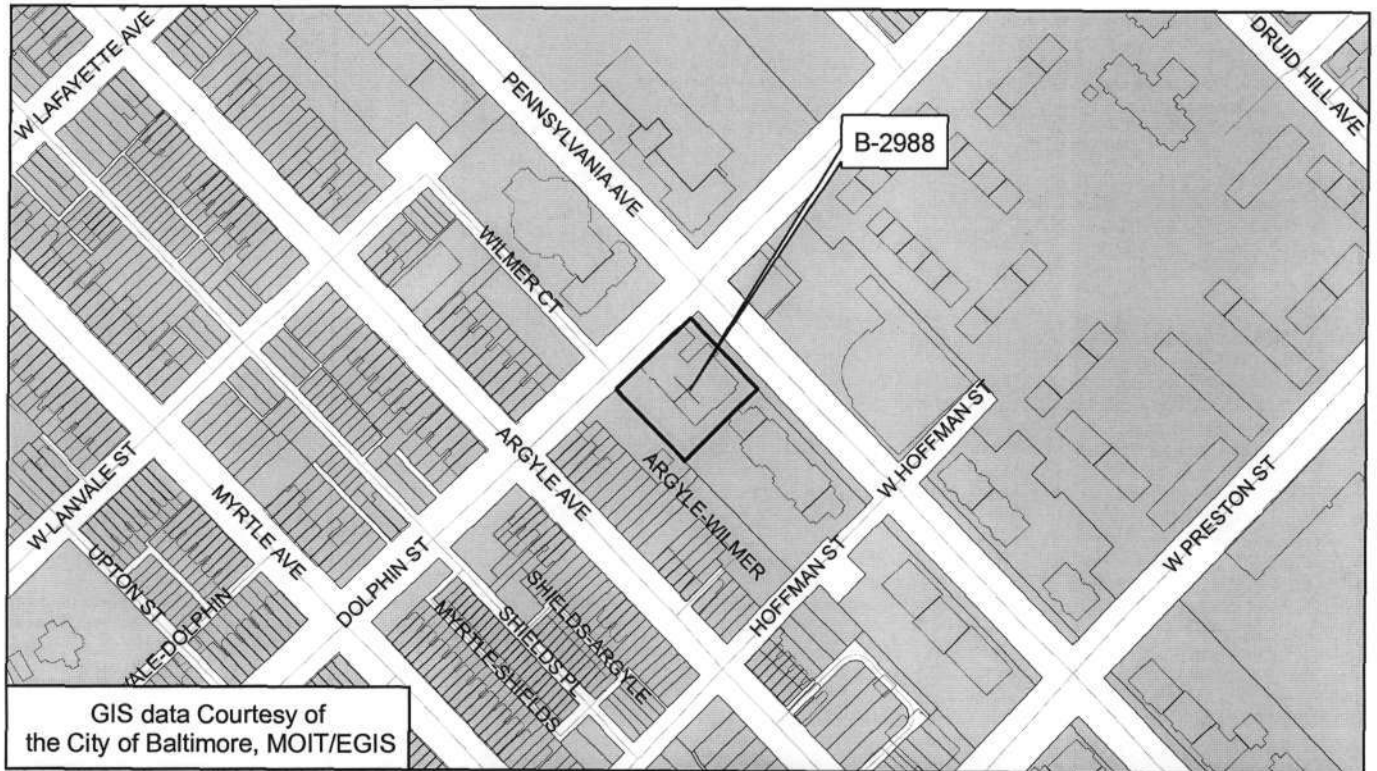 W LAFAYETTE AVE
PENNSYLVANIA AVE
DRUID HILL AVE
B-2988
WILMER CT
W LANVALE ST
UPTON ST
MYRTLE AVE
DOLPHIN ST
ARGYLE AVE
ARGYLE-WILMER
W HOFFMAN ST
HOFFMAN ST
W PRESTON ST
SHIELDS-ARGYLE
SHIELDS PL
MYRTLE-SHIELDS
VALE-DOLPHIN
GIS data Courtesy of
the City of Baltimore, MOIT/EGIS